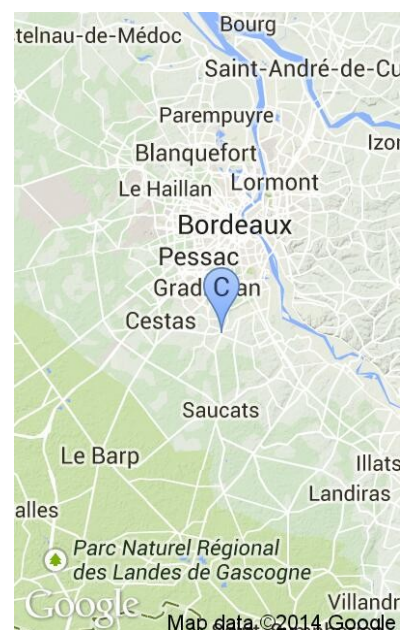 Bourg
telnau-de-Médoc
Saint-André-de-Cu
Parempuyre
Izor
Blanquefort
Le Haillan
Lormont
Bordeaux
Pessac
C
Grad an
Cestas
Saucats
Le Barp
Illats
Landiras
alles
Parc Naturel Régional
des Landes de Gascogne
Google
Villandr
Map data ©2014 Google